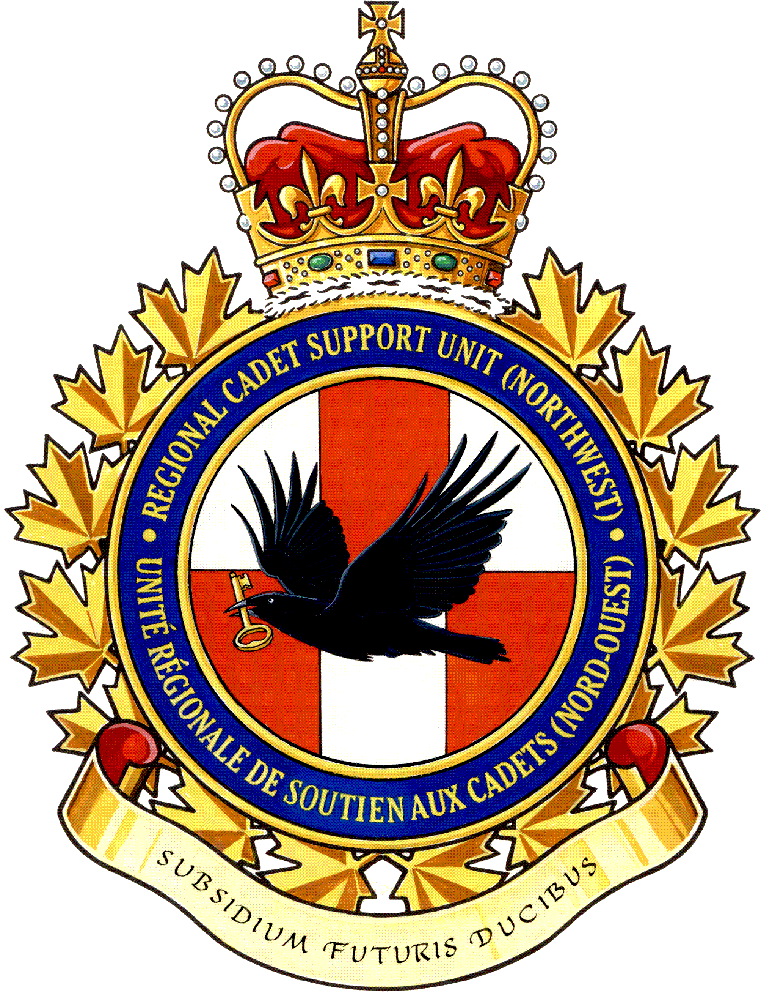 • REGIONAL CADET SUPPORT UNIT (NORTHWEST) •
UNITÉ RÉGIONALE DE SOUTIEN AUX CADETS (NORD-OUEST)
SUBSIDIUM FUTURIS DUCIBUS